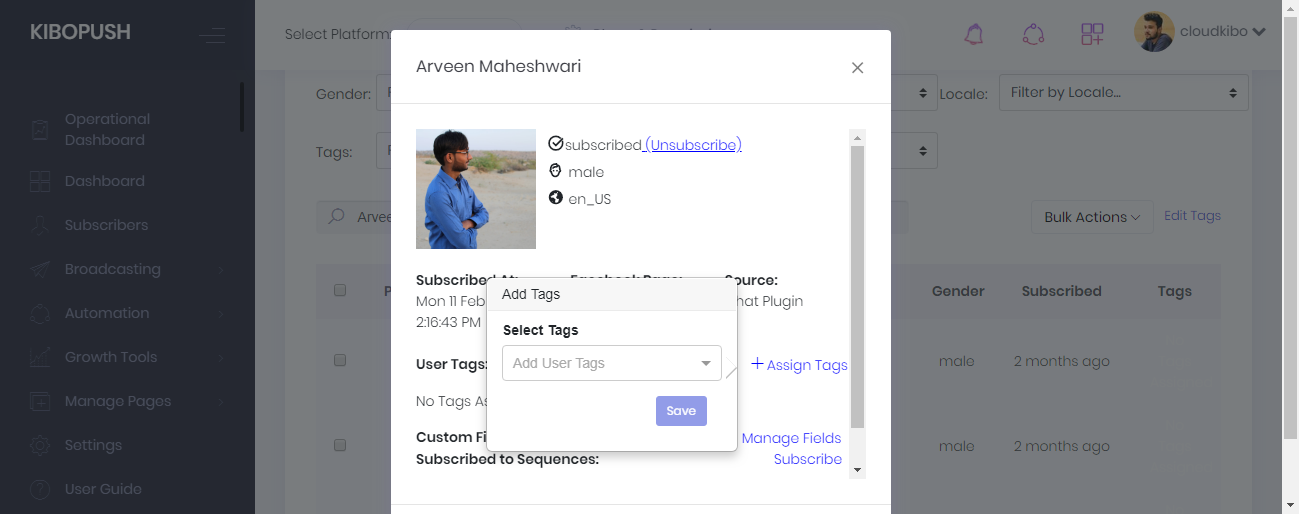 KIBOPUSH
Select Platform:
cloudkibo
Arveen Maheshwari
Gender:
Locale:
Filter by Locale...
Tags:
Operational
Dashboard
Dashboard
Subscribers
Broadcasting
Automation
Growth Tools
Manage Pages
Settings
User Guide
subscribed (Unsubscribe)
male
en_US
Arvee
Bulk Actions
Edit Tags
Subscribed At:
Source:
Mon 11 Feb
hat Plugin
2:16:43 PM
Add Tags
Select Tags
Add User Tags
Save
User Tags:
Assign Tags
No Tags As
Custom Fi
Manage Fields
Subscribed to Sequences:
Subscribe
Gender
Subscribed
Tags
male
2 months ago
male
2 months ago